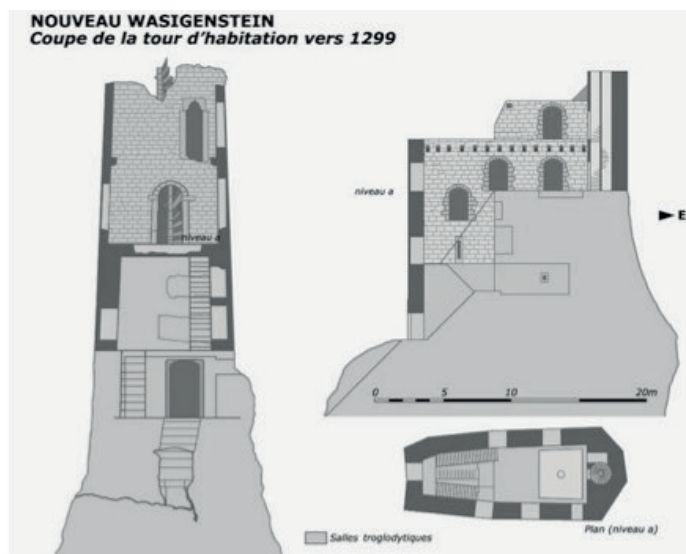 NOUVEAU WASIGENSTEIN
Coupe de la tour d'habitation vers 1299
niveau a
niveau a
►E
0 5 10 20m
Plan (niveau a)
Salles troglodytiques